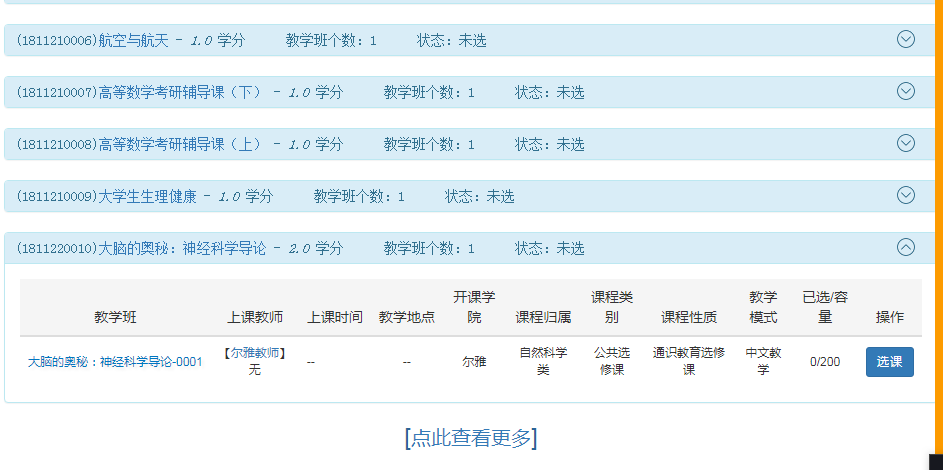 (1811210006)航空与航天 - 1.0 学分 教学班个数：1 状态：未选
(1811210007)高等数学考研辅导课（下） - 1.0 学分 教学班个数：1 状态：未选
(1811210008)高等数学考研辅导课（上） - 1.0 学分 教学班个数：1 状态：未选
(1811210009)大学生生理健康 - 1.0 学分 教学班个数：1 状态：未选
(1811220010)大脑的奥秘：神经科学导论 - 2.0 学分 教学班个数：1 状态：未选
教学班 上课教师 上课时间 教学地点 开课学院 课程归属 课程类别 课程性质 教学模式 已选/容量 操作
大脑的奥秘：神经科学导论-0001 【尔雅教师】无 -- -- 尔雅 自然科学类 公共选修课 通识教育选修课 中文教学 0/200 选课
[点此查看更多]